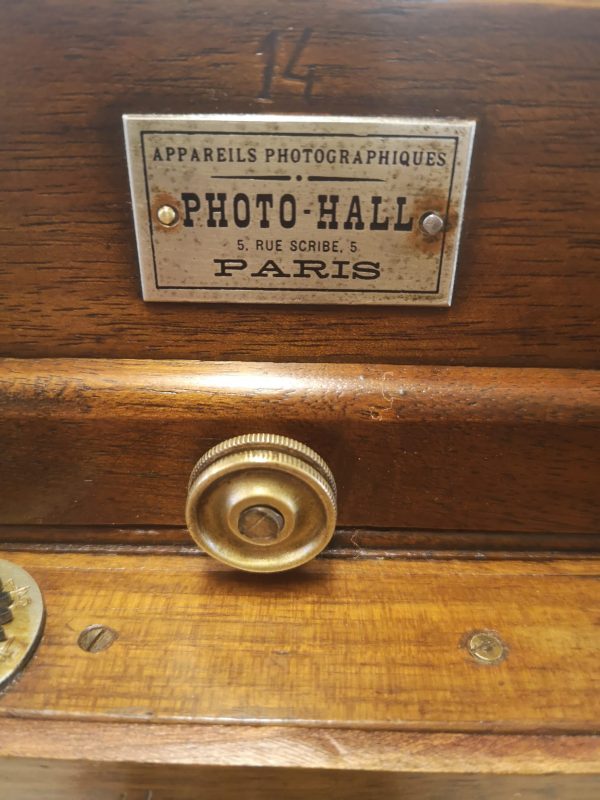 14
APPAREILS PHOTOGRAPHIQUES
PHOTO-HALL
5, RUE SCRIBE, 5
PARIS